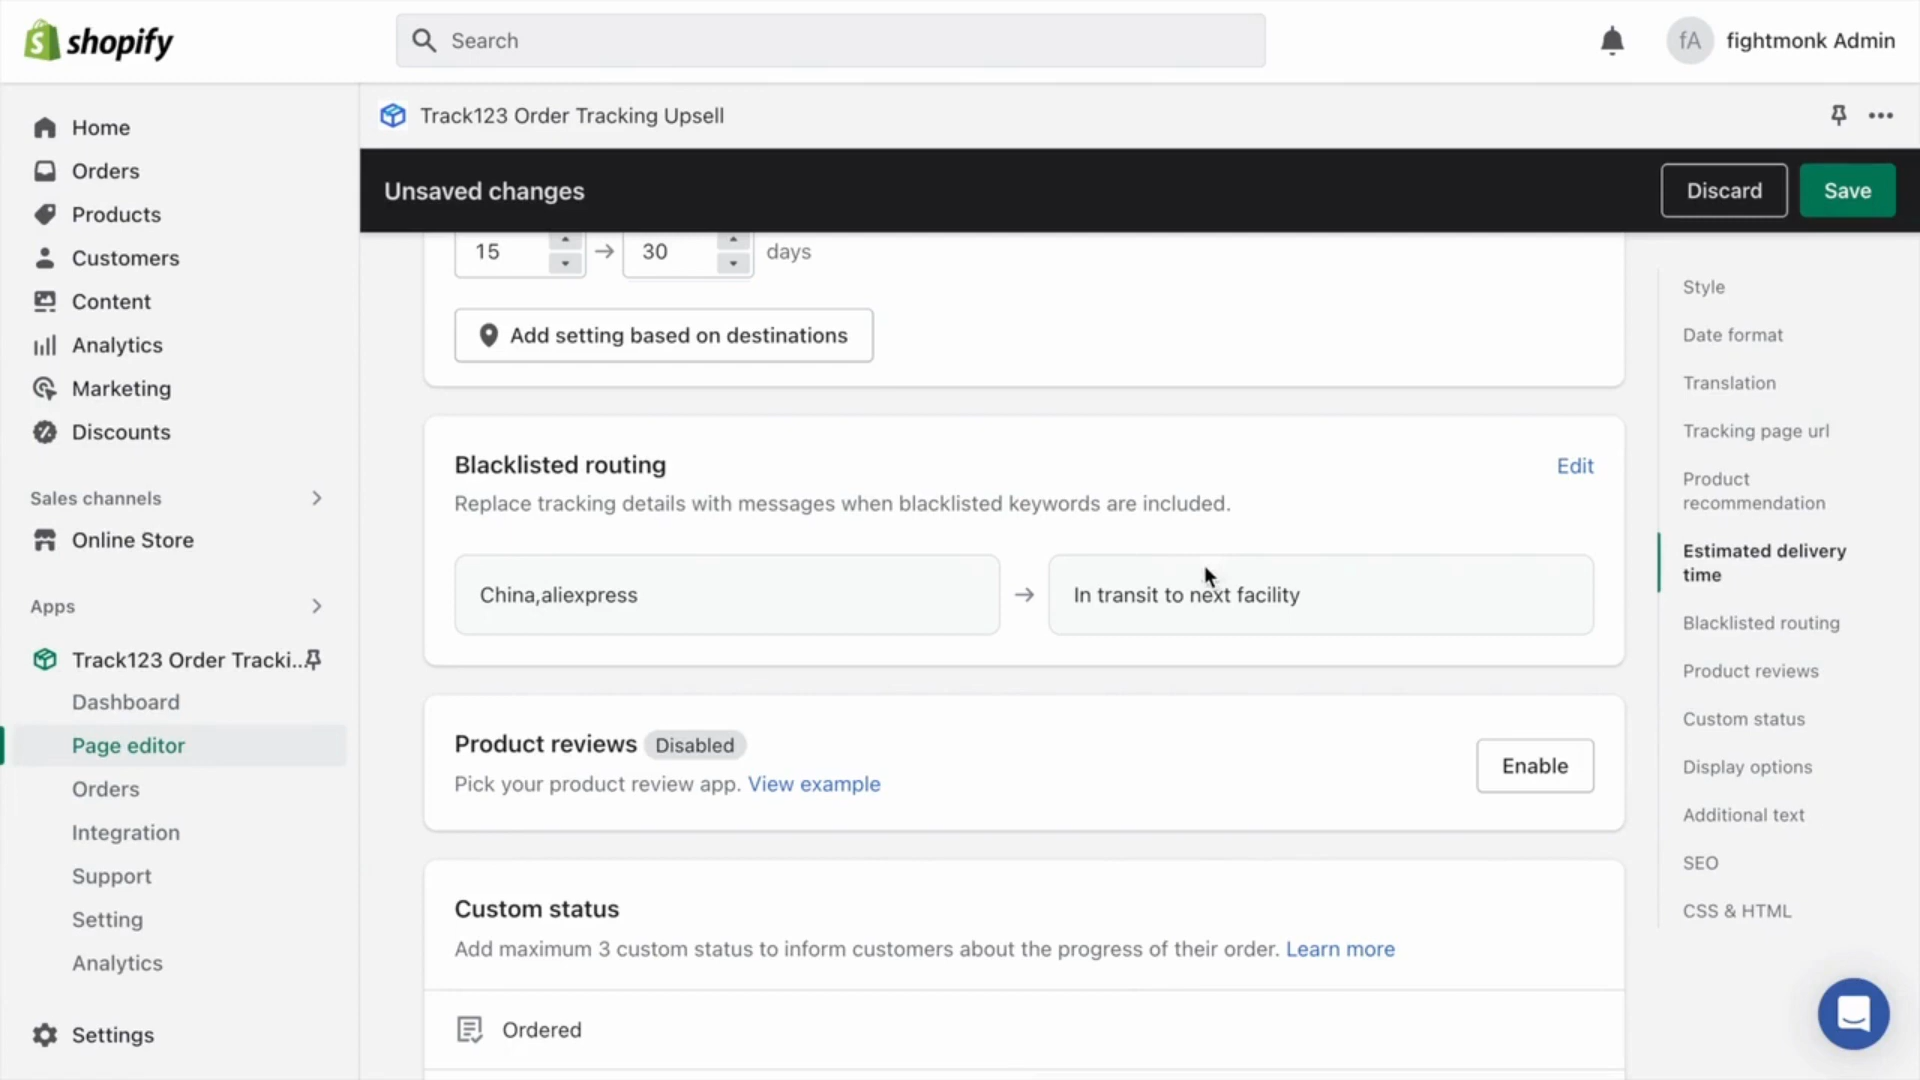 shopify
Search
fA
fightmonk Admin
Home
Orders
Products
Customers
Content
Analytics
Marketing
Discounts
Sales channels
Online Store
Apps
Track123 Order Tracki...
Dashboard
Page editor
Orders
Integration
Support
Setting
Analytics
Settings
Track123 Order Tracking Upsell
Unsaved changes
Discard
Save
15 → 30 days
Add setting based on destinations
Blacklisted routing
Edit
Replace tracking details with messages when blacklisted keywords are included.
China,aliexpress → In transit to next facility
Product reviews Disabled
Pick your product review app. View example
Enable
Custom status
Add maximum 3 custom status to inform customers about the progress of their order. Learn more
Ordered
Style
Date format
Translation
Tracking page url
Product
recommendation
Estimated delivery
time
Blacklisted routing
Product reviews
Custom status
Display options
Additional text
SEO
CSS & HTML